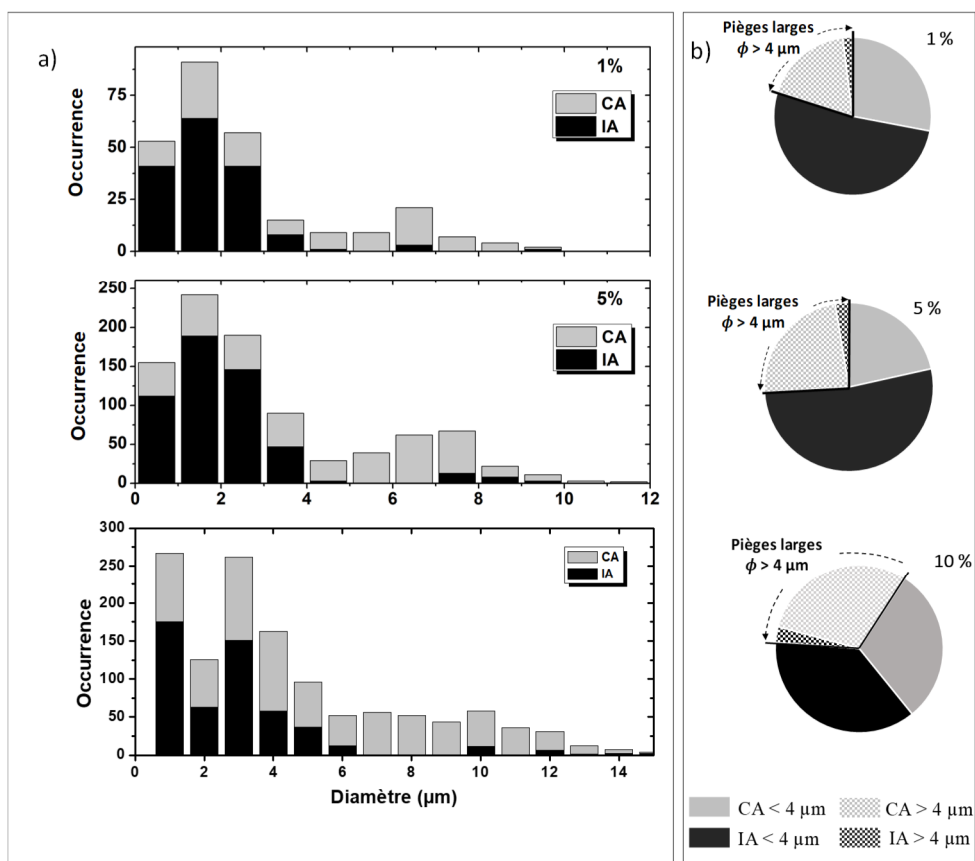 a)
1%
CA
IA
Occurrence
75
50
25
0
5%
CA
IA
Occurrence
250
200
150
100
50
0
0 2 4 6 8 10 12
CA
IA
Occurrence
300
250
200
150
100
50
0
0 2 4 6 8 10 12 14
Diamètre (µm)
b)
Pièges larges
ϕ > 4 µm
1 %
Pièges larges
ϕ > 4 µm
5 %
Pièges larges
ϕ > 4 µm
10 %
CA < 4 µm CA > 4 µm
IA < 4 µm IA > 4 µm